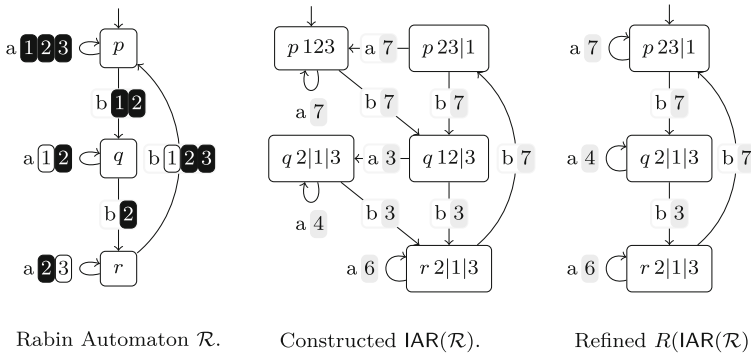 a 1 2 3
p
b 1 2
a 1 2
q
b 1 2 3
b 2
a 2 3
r
Rabin Automaton R.
p 123
a 7
p 23|1
a 7
b 7
b 7
q 2|1|3
a 3
q 12|3
b 7
a 4
b 3
b 3
a 6
r 2|1|3
Constructed IAR(R).
a 7
p 23|1
b 7
a 4
q 2|1|3
b 7
b 3
a 6
r 2|1|3
Refined R(IAR(R)